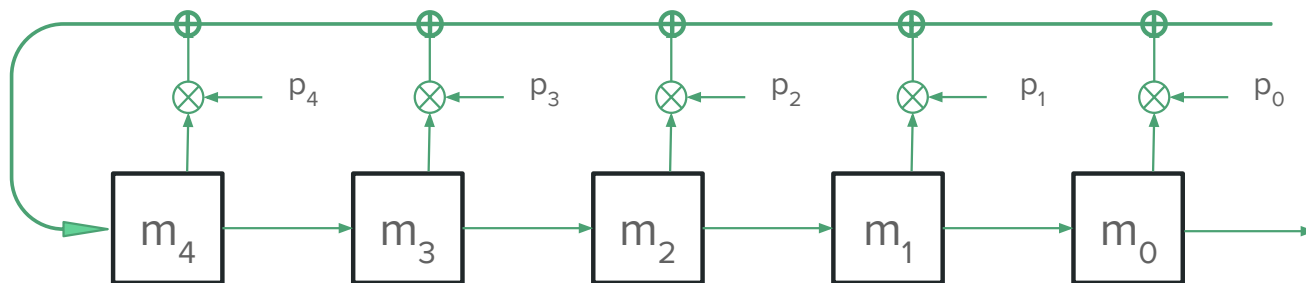 p₄ p₃ p₂ p₁ p₀
m₄ m₃ m₂ m₁ m₀